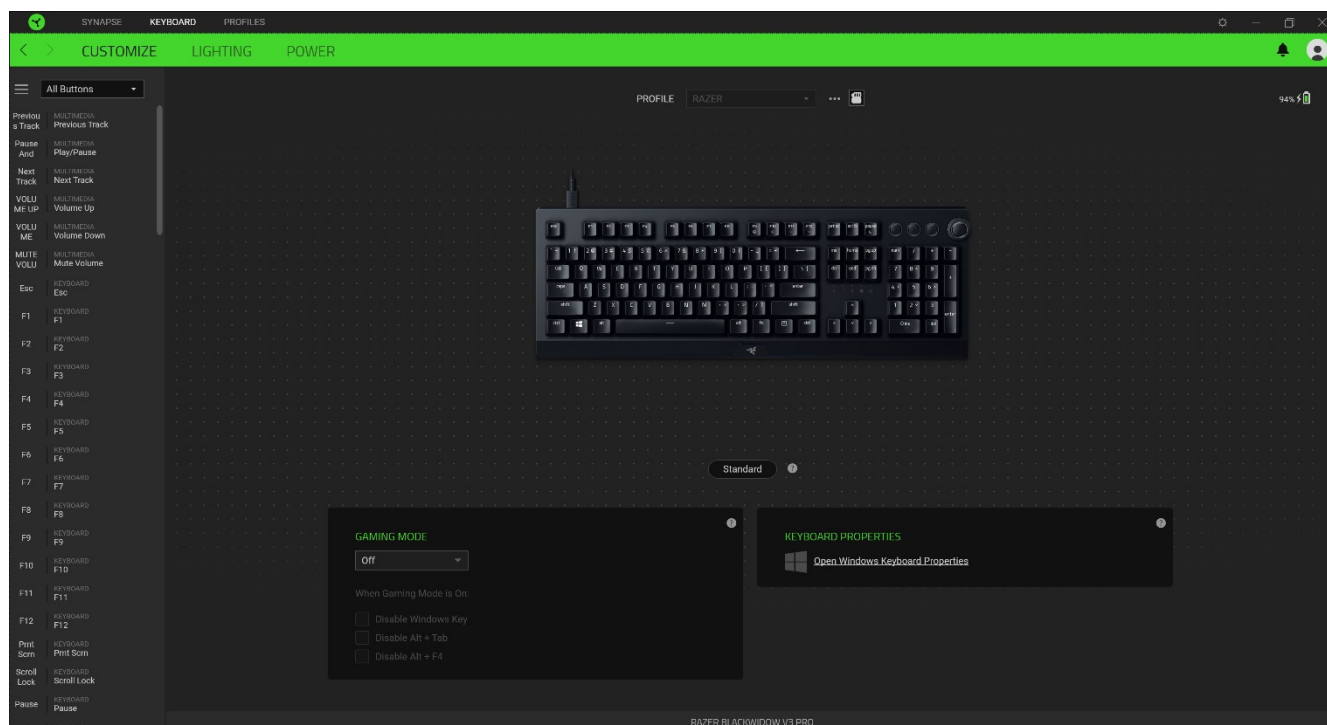 SYNAPSE KEYBOARD PROFILES
CUSTOMIZE LIGHTING POWER
All Buttons
PROFILE RAZER
94%
Previou
s Track
MULTIMEDIA
Previous Track
Pause
And
MULTIMEDIA
Play/Pause
Next
Track
MULTIMEDIA
Next Track
VOLU
ME UP
MULTIMEDIA
Volume Up
VOLU
ME
MULTIMEDIA
Volume Down
MUTE
VOLU
MULTIMEDIA
Mute Volume
Esc
KEYBOARD
Esc
F1
KEYBOARD
F1
F2
KEYBOARD
F2
F3
KEYBOARD
F3
F4
KEYBOARD
F4
F5
KEYBOARD
F5
F6
KEYBOARD
F6
F7
KEYBOARD
F7
F8
KEYBOARD
F8
F9
KEYBOARD
F9
F10
KEYBOARD
F10
F11
KEYBOARD
F11
F12
KEYBOARD
F12
Prnt
Scrn
KEYBOARD
Prnt Scrn
Scroll
Lock
KEYBOARD
Scroll Lock
Pause
KEYBOARD
Pause
Standard
GAMING MODE
Off
When Gaming Mode is On:
Disable Windows Key
Disable Alt + Tab
Disable Alt + F4
KEYBOARD PROPERTIES
Open Windows Keyboard Properties
RAZER BLACKWIDOW V3 PRO